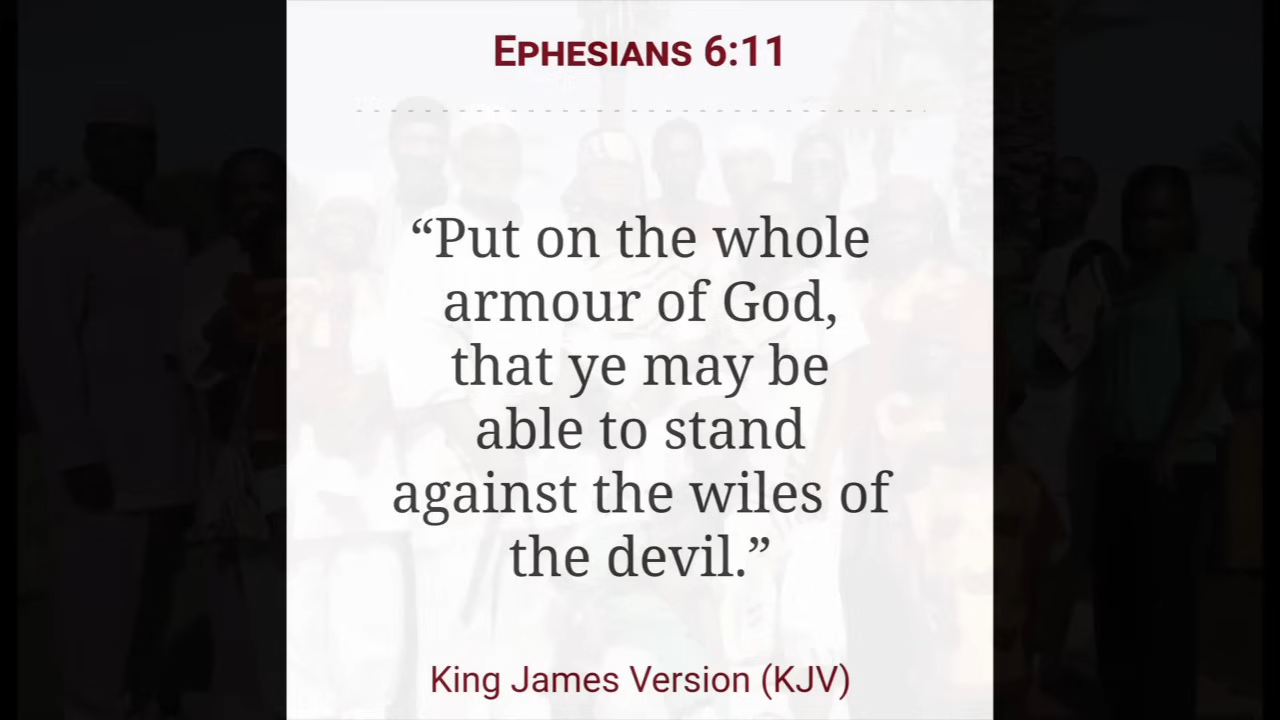 Ephesians 6:11
“Put on the whole
armour of God,
that ye may be
able to stand
against the wiles of
the devil.”
King James Version (KJV)